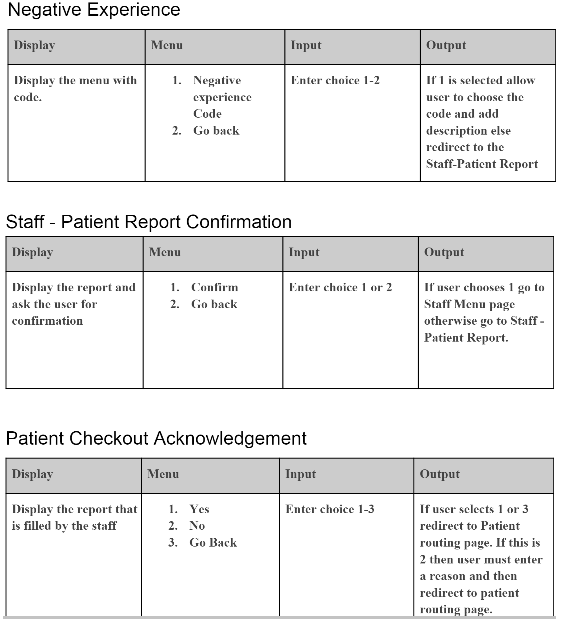 Negative Experience
Display Menu Input Output
Display the menu with 1. Negative Enter choice 1-2 If 1 is selected allow
code. experience user to choose the
Code code and add
2. Go back description else
redirect to the
Staff-Patient Report
Staff - Patient Report Confirmation
Display Menu Input Output
Display the report and 1. Confirm Enter choice 1 or 2 If user chooses 1 go to
ask the user for 2. Go back Staff Menu page
confirmation otherwise go to Staff -
Patient Report.
Patient Checkout Acknowledgement
Display Menu Input Output
Display the report that 1. Yes Enter choice 1-3 If user selects 1 or 3
is filled by the staff 2. No redirect to Patient
3. Go Back routing page. If this is
2 then user must enter
a reason and then
redirect to patient
routing page.